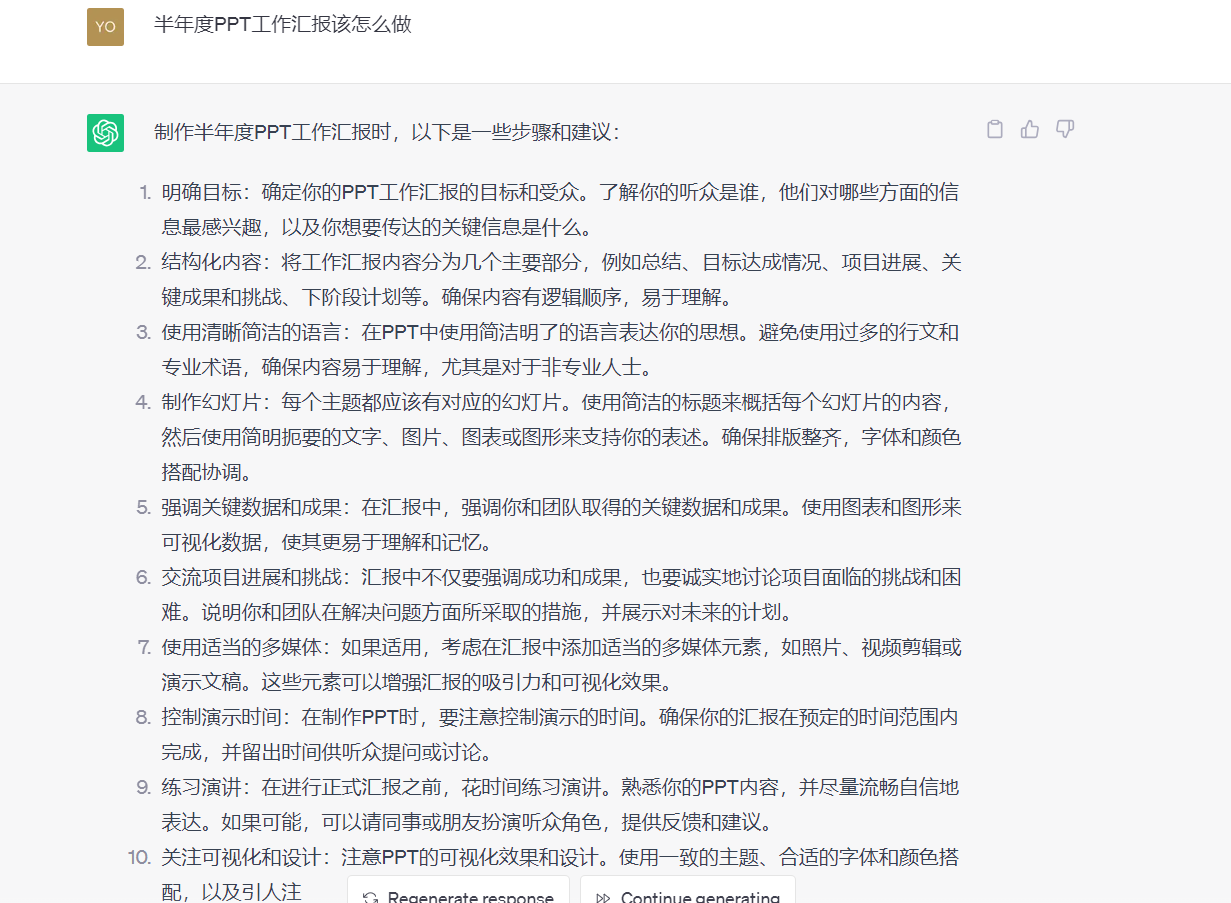 YO
半年度PPT工作汇报该怎么做
制作半年度PPT工作汇报时，以下是一些步骤和建议：
1. 明确目标：确定你的PPT工作汇报的目标和受众。了解你的听众是谁，他们对哪些方面的信
息最感兴趣，以及你想要传达的关键信息是什么。
2. 结构化内容：将工作汇报内容分为几个主要部分，例如总结、目标达成情况、项目进展、关
键成果和挑战、下阶段计划等。确保内容有逻辑顺序，易于理解。
3. 使用清晰简洁的语言：在PPT中使用简洁明了的语言表达你的思想。避免使用过多的行文和
专业术语，确保内容易于理解，尤其是对于非专业人士。
4. 制作幻灯片：每个主题都应该有对应的幻灯片。使用简洁的标题来概括每个幻灯片的内容，
然后使用简明扼要的文字、图片、图表或图形来支持你的表述。确保排版整齐，字体和颜色
搭配协调。
5. 强调关键数据和成果：在汇报中，强调你和团队取得的关键数据和成果。使用图表和图形来
可视化数据，使其更易于理解和记忆。
6. 交流项目进展和挑战：汇报中不仅要强调成功和成果，也要诚实地讨论项目面临的挑战和困
难。说明你和团队在解决问题方面所采取的措施，并展示对未来的计划。
7. 使用适当的多媒体：如果适用，考虑在汇报中添加适当的多媒体元素，如照片、视频剪辑或
演示文稿。这些元素可以增强汇报的吸引力和可视化效果。
8. 控制演示时间：在制作PPT时，要注意控制演示的时间。确保你的汇报在预定的时间范围内
完成，并留出时间供听众提问或讨论。
9. 练习演讲：在进行正式汇报之前，花时间练习演讲。熟悉你的PPT内容，并尽量流畅自信地
表达。如果可能，可以请同事或朋友扮演听众角色，提供反馈和建议。
10. 关注可视化和设计：注意PPT的可视化效果和设计。使用一致的主题、合适的字体和颜色搭
配，以及引人注
Regenerate response
Continue generating